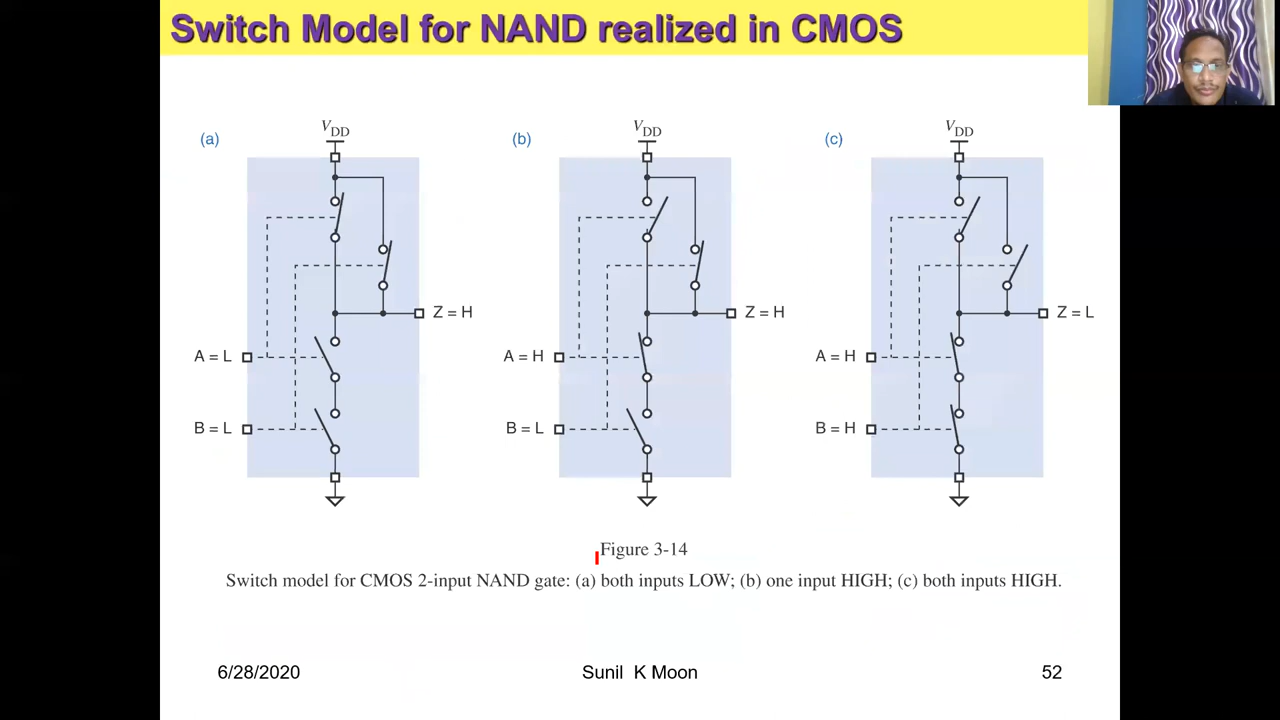 Switch Model for NAND realized in CMOS
(a)
VDD
Z = H
A = L
B = L
(b)
VDD
Z = H
A = H
B = L
(c)
VDD
Z = L
A = H
B = H
Figure 3-14
Switch model for CMOS 2-input NAND gate: (a) both inputs LOW; (b) one input HIGH; (c) both inputs HIGH.
6/28/2020
Sunil K Moon
52